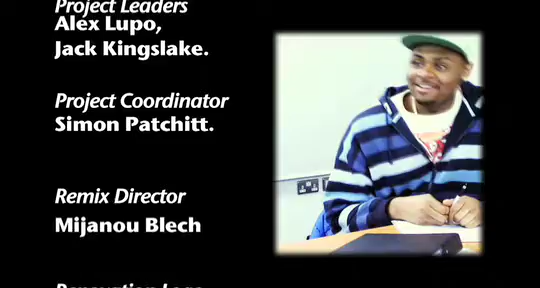 Project Leaders
Alex Lupo,
Jack Kingslake.
Project Coordinator
Simon Patchitt.
Remix Director
Mijanou Blech